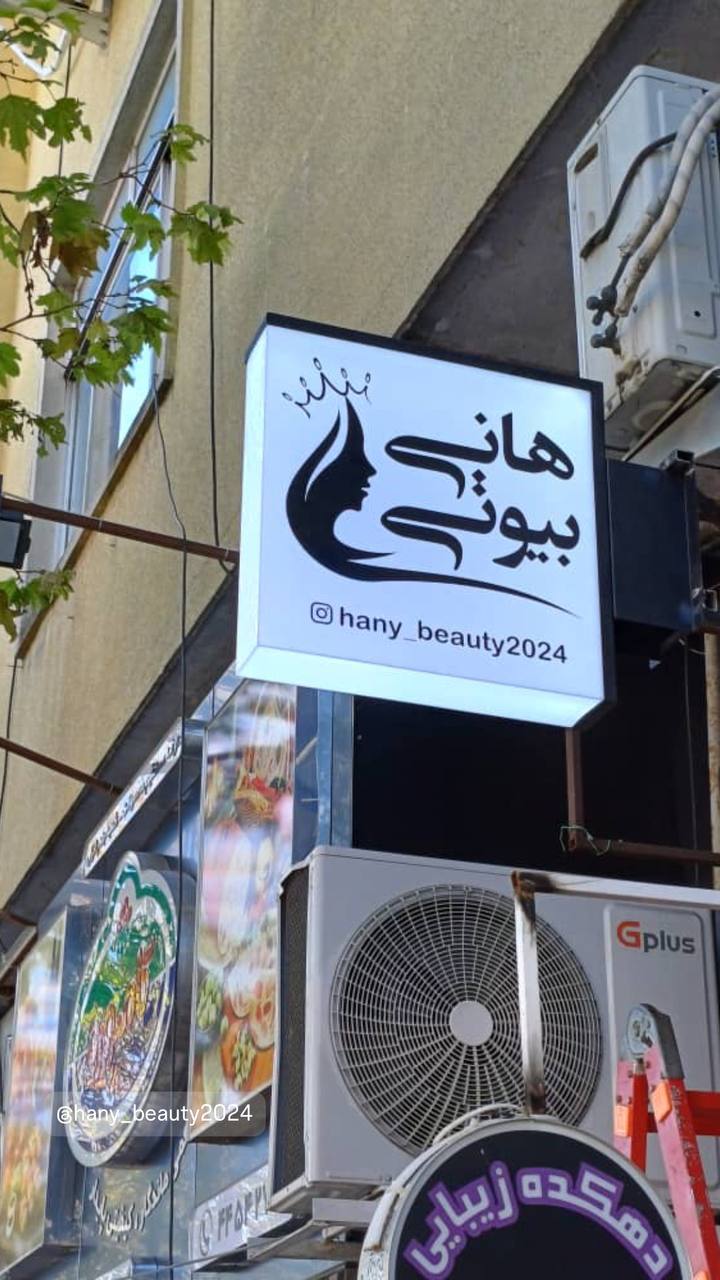 هانی
بیوتی
hany_beauty2024
Gplus
@hany_beauty2024
دهکده زیبایی